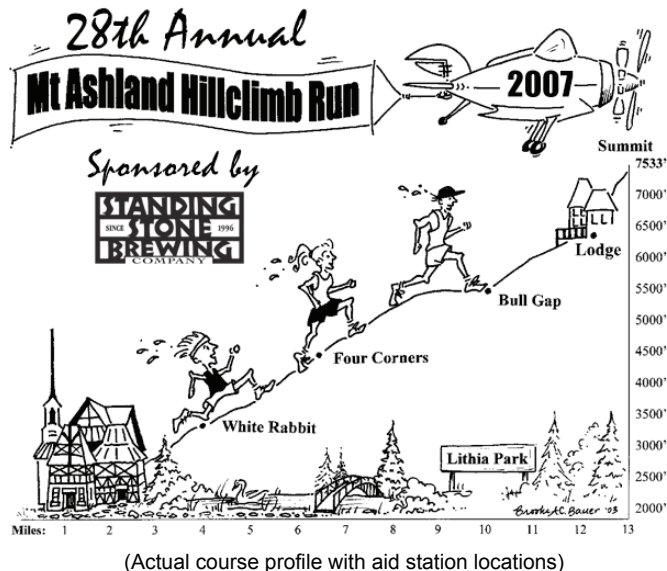 28th Annual
Mt Ashland Hillclimb Run
2007
Sponsored by
STANDING
SINCE STONE 1996
BREWING
COMPANY
Summit
7533'
7000'
6500'
6000'
5500'
5000'
4500'
4000'
3500'
3000'
2500'
2000'
Lodge
Bull Gap
Four Corners
White Rabbit
Lithia Park
Brooks A.C. Bauer '03
Miles: 1 2 3 4 5 6 7 8 9 10 11 12 13
(Actual course profile with aid station locations)